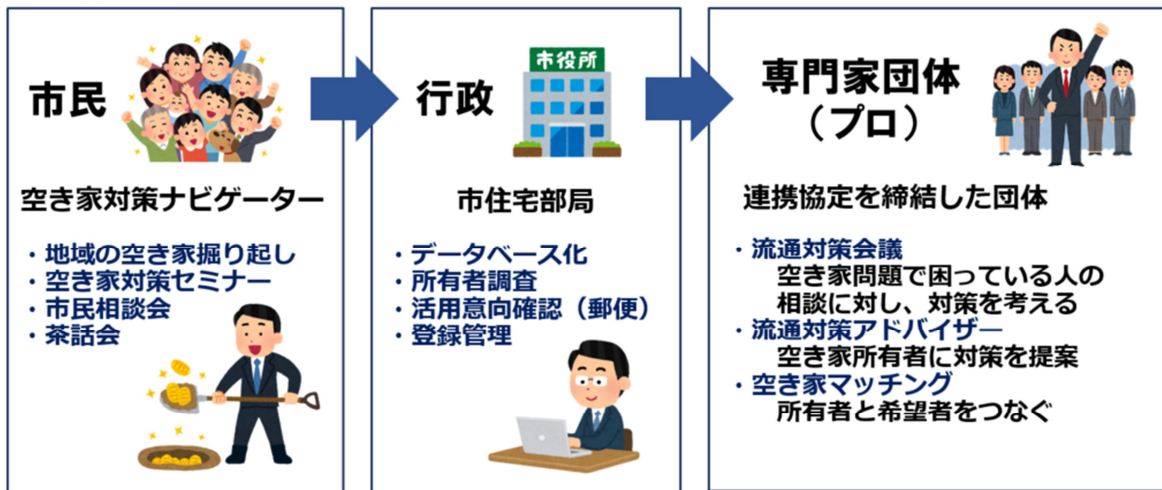 市民
空き家対策ナビゲーター
・地域の空き家掘り起し
・空き家対策セミナー
・市民相談会
・茶話会
行政
市役所
市住宅部局
・データベース化
・所有者調査
・活用意向確認（郵便）
・登録管理
専門家団体
（プロ）
連携協定を締結した団体
・流通対策会議
空き家問題で困っている人の
相談に対し、対策を考える
・流通対策アドバイザー
空き家所有者に対策を提案
・空き家マッチング
所有者と希望者をつなぐ